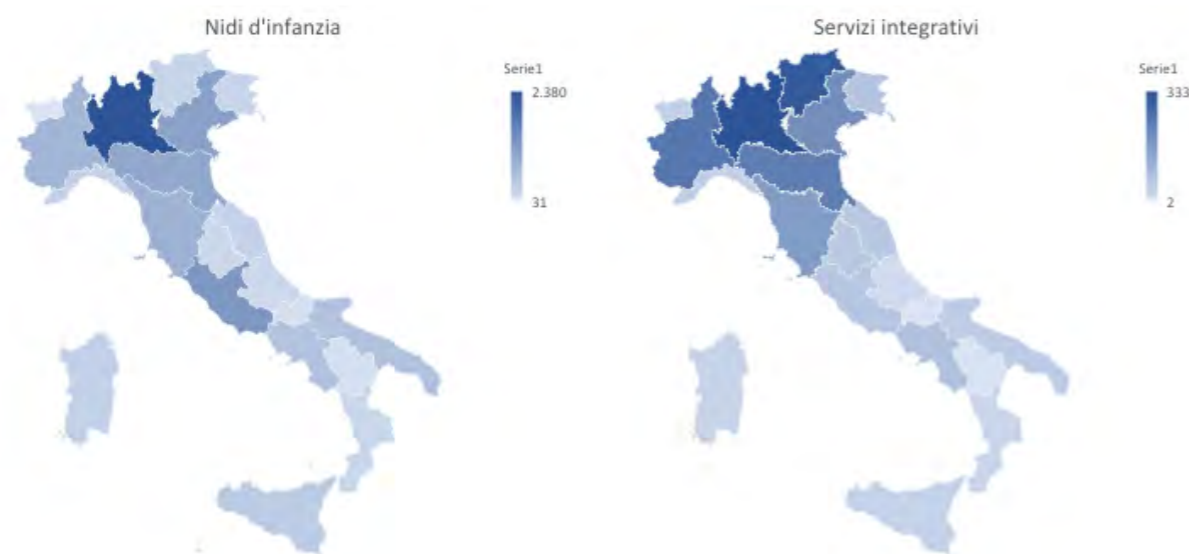 Nidi d'infanzia
Serie1
2.380
31
Servizi integrativi
Serie1
333
2